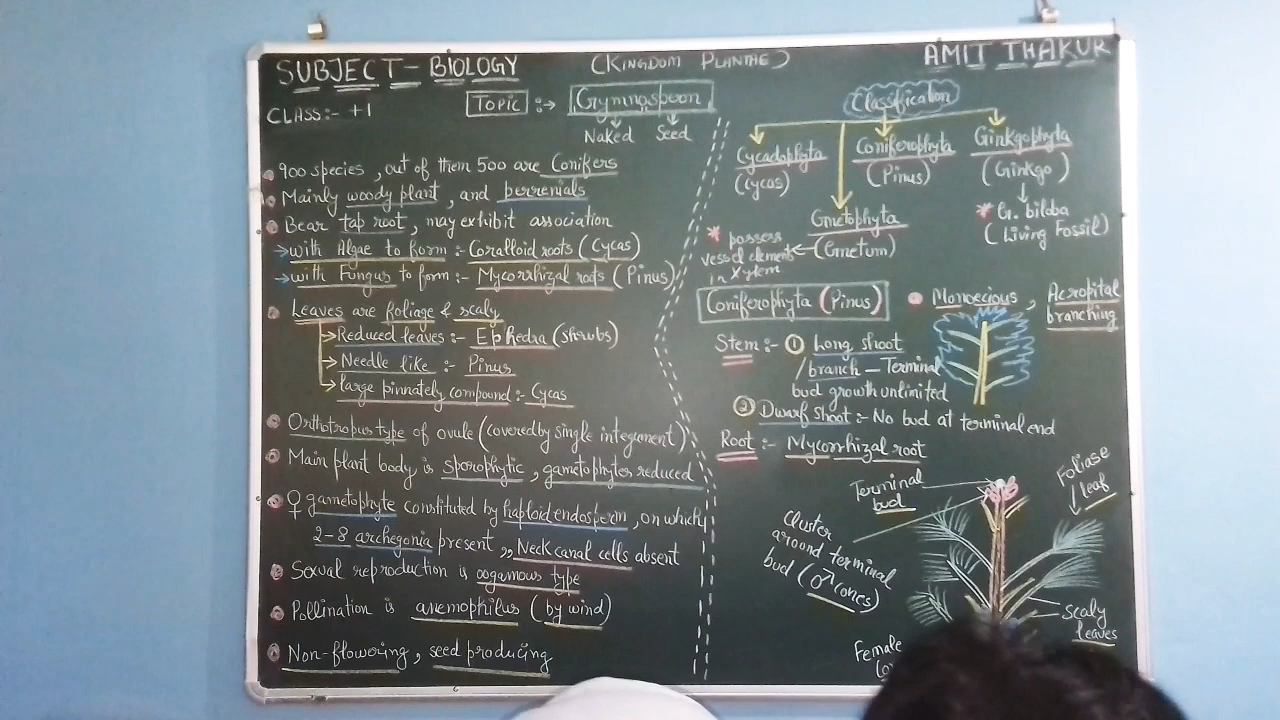 SUBJECT - BIOLOGY
(KINGDOM PLANTAE)
AMIT THAKUR
CLASS:- +1
TOPIC :-> Gymnosperm
Naked Seed
900 species, out of them 500 are Conifers
Mainly woody plant, and perrenials
Bear tap root, may exhibit association
→with Algae to form :- Coralloid roots (Cycas)
→with Fungus to form :- Mycorrhizal roots (Pinus)
Leaves are foliage & scaly
→Reduced leaves :- Ephedra (shrubs)
→Needle like :- Pinus
→large pinnately compound :- Cycas
Orthotropus type of ovule (covered by single integument)
Main plant body is sporophytic, gametophytes reduced
♀ gametophyte constituted by haploid endosperm, on which
2-8 archegonia present ,, Neck canal cells absent
Sexual reproduction is oogamous type
Pollination is anemophilus (by wind)
Non-flowering, seed producing
Classification
Cycadophyta
(Cycas)
Coniferophyta
(Pinus)
Ginkgophyta
(Ginkgo)
* G. biloba
(Living Fossil)
Gnetophyta
(Gnetum)
* possess
vessel elements
in Xylem
Coniferophyta (Pinus)
Monoecious, Acropital
branching
Stem :- 1 Long shoot
/branch - Terminal
bud growth unlimited
2 Dwarf shoot :- No bud at terminal end
Root :- Mycorrhizal root
Terminal
bud
Foliase
/leaf
Cluster
around terminal
bud (♂ cones)
Scaly
leaves
Female